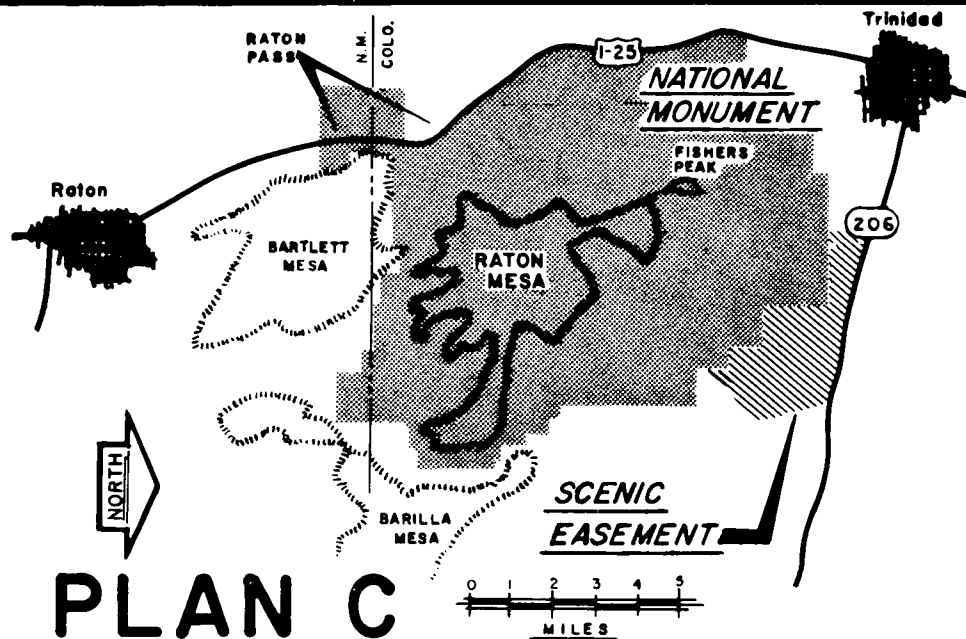 Trinidad
RATON
PASS
N.M.
COLO.
I-25
NATIONAL
MONUMENT
FISHERS
PEAK
Raton
206
BARTLETT
MESA
RATON
MESA
NORTH
SCENIC
EASEMENT
BARILLA
MESA
PLAN C
0 1 2 3 4 5
MILES